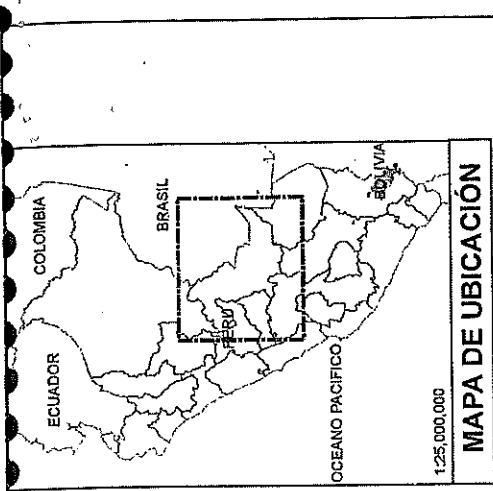 COLOMBIA
ECUADOR
BRASIL
PERU
BOLIVIA
OCEANO PACIFICO
1:25,000,000
MAPA DE UBICACIÓN